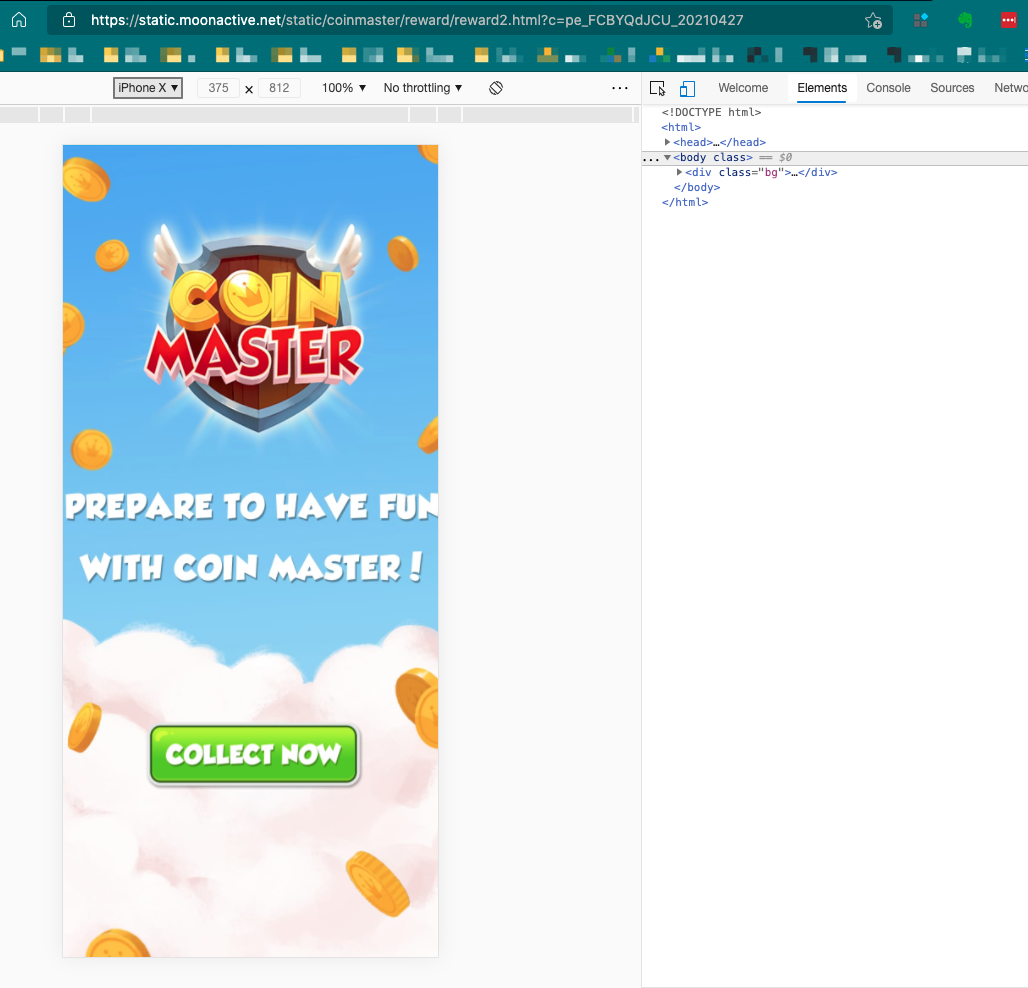 https://static.moonactive.net/static/coinmaster/reward/reward2.html?c=pe_FCBYQdJCU_20210427
iPhone X ▼ 375 × 812 100% ▼ No throttling ▼ ...
Welcome Elements Console Sources Netwo
<!DOCTYPE html>
<html>
▶<head>…</head>
... ▼<body class> == $0
▶<div class="bg">…</div>
</body>
</html>
COIN
MASTER
PREPARE TO HAVE FUN
WITH COIN MASTER!
COLLECT NOW